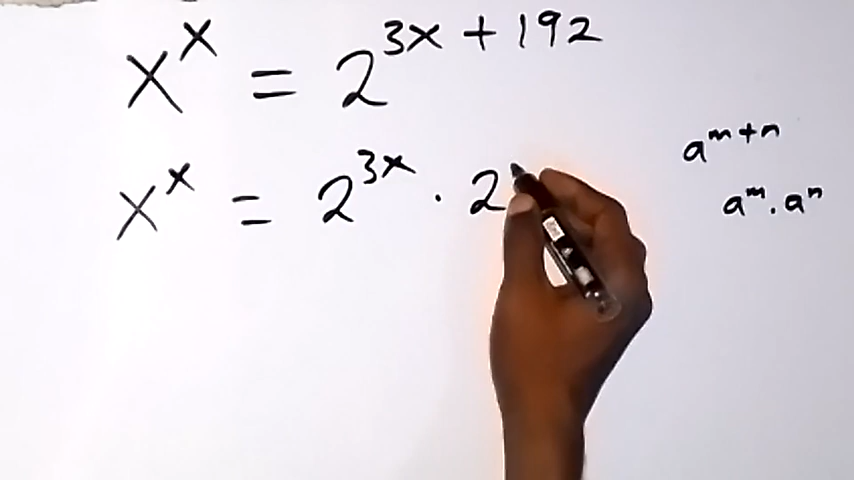 x^x = 2^{3x + 192}
a^{m+n}
x^x = 2^{3x} · 2
a^m . a^n